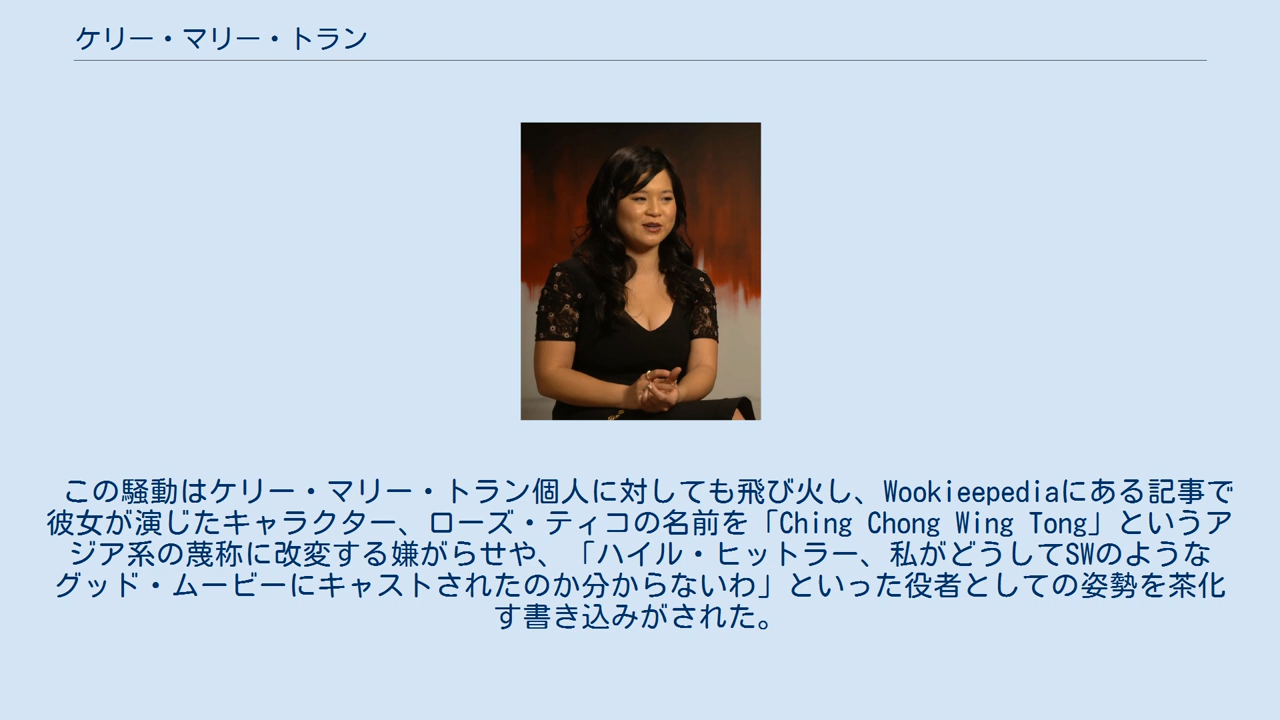 ケリー・マリー・トラン
この騒動はケリー・マリー・トラン個人に対しても飛び火し、Wookieepediaにある記事で
彼女が演じたキャラクター、ローズ・ティコの名前を「Ching Chong Wing Tong」というア
ジア系の蔑称に改変する嫌がらせや、「ハイル・ヒットラー、私がどうしてSWのような
グッド・ムービーにキャストされたのか分からないわ」といった役者としての姿勢を茶化
す書き込みがされた。